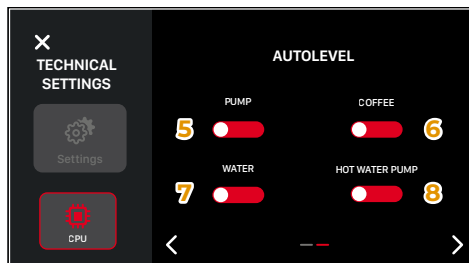 TECHNICAL
SETTINGS
Settings
CPU
AUTOLEVEL
PUMP
COFFEE
5
6
WATER
HOT WATER PUMP
7
8